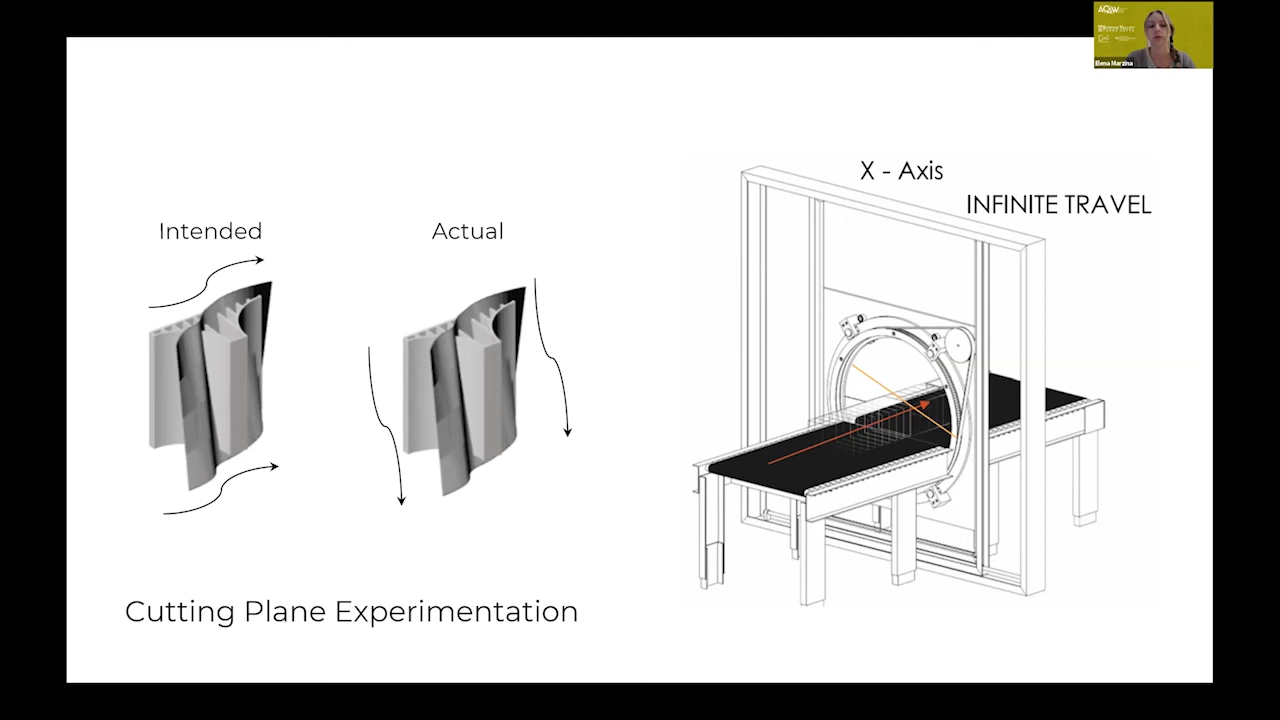 X - Axis
INFINITE TRAVEL
Intended
Actual
Cutting Plane Experimentation
Elena Marzina